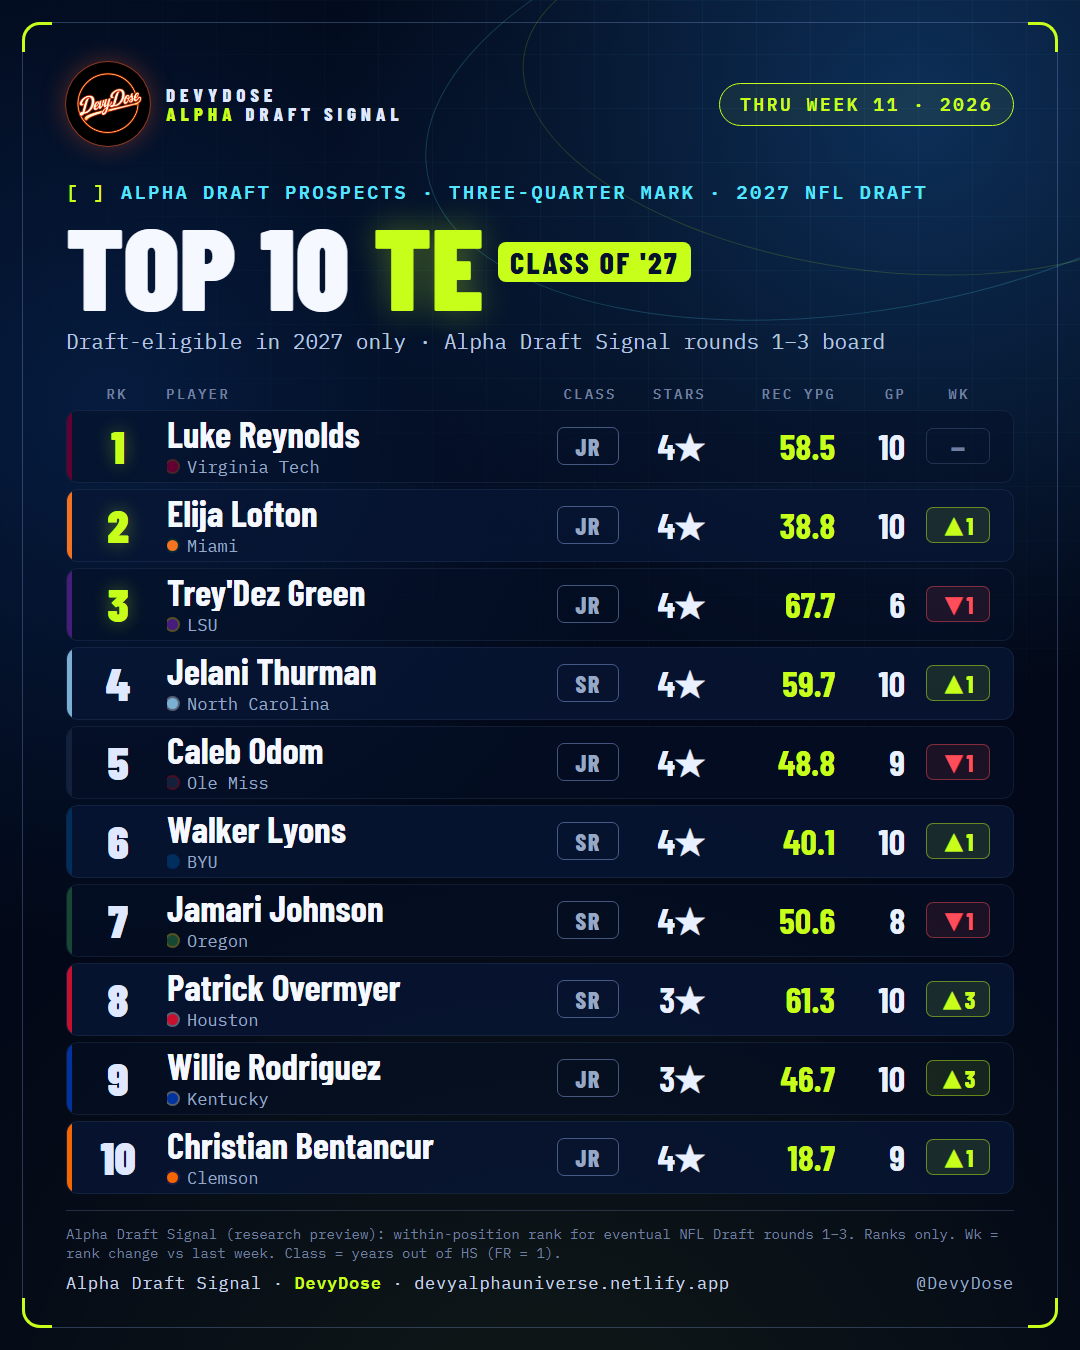 DevyDose
DEVYDOSE
ALPHA DRAFT SIGNAL
THRU WEEK 11 · 2026
[ ] ALPHA DRAFT PROSPECTS · THREE-QUARTER MARK · 2027 NFL DRAFT
TOP 10 TE CLASS OF '27
Draft-eligible in 2027 only · Alpha Draft Signal rounds 1–3 board
RK PLAYER CLASS STARS REC YPG GP WK
1 Luke Reynolds JR 4★ 58.5 10 –
Virginia Tech
2 Elija Lofton JR 4★ 38.8 10 ▲1
Miami
3 Trey'Dez Green JR 4★ 67.7 6 ▼1
LSU
4 Jelani Thurman SR 4★ 59.7 10 ▲1
North Carolina
5 Caleb Odom JR 4★ 48.8 9 ▼1
Ole Miss
6 Walker Lyons SR 4★ 40.1 10 ▲1
BYU
7 Jamari Johnson SR 4★ 50.6 8 ▼1
Oregon
8 Patrick Overmyer SR 3★ 61.3 10 ▲3
Houston
9 Willie Rodriguez JR 3★ 46.7 10 ▲3
Kentucky
10 Christian Bentancur JR 4★ 18.7 9 ▲1
Clemson
Alpha Draft Signal (research preview): within-position rank for eventual NFL Draft rounds 1–3. Ranks only. Wk =
rank change vs last week. Class = years out of HS (FR = 1).
Alpha Draft Signal · DevyDose · devyalphauniverse.netlify.app
@DevyDose